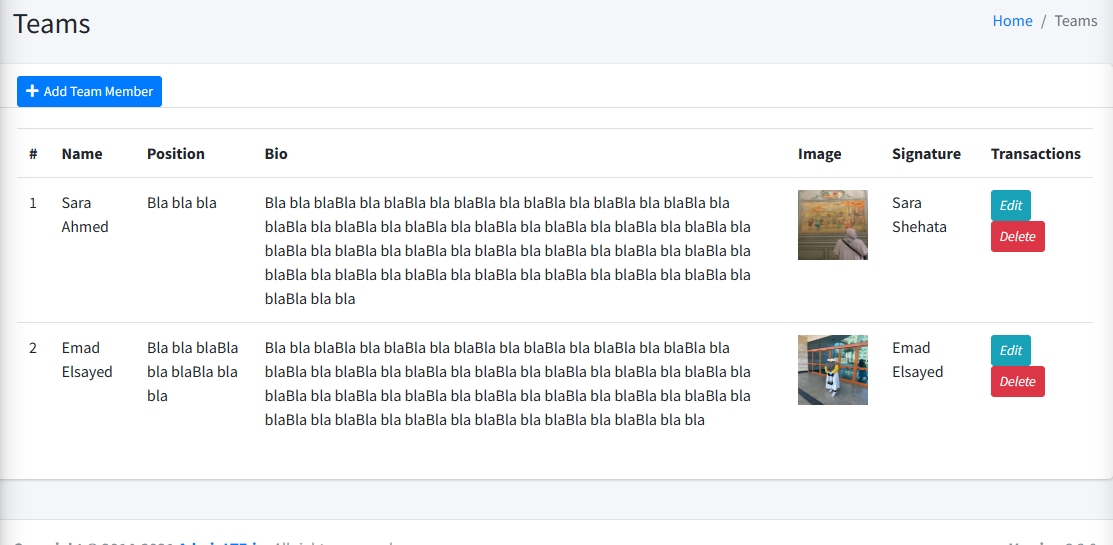 Teams
Home / Teams
Add Team Member
# Name Position Bio Image Signature Transactions
1 Sara Bla bla bla Bla bla blaBla bla blaBla bla blaBla bla blaBla bla blaBla bla blaBla bla Sara Edit
Ahmed blaBla bla blaBla bla blaBla bla blaBla bla blaBla bla blaBla bla blaBla bla Shehata Delete
blaBla bla blaBla bla blaBla bla blaBla bla blaBla bla blaBla bla blaBla bla
blaBla bla blaBla bla blaBla bla blaBla bla blaBla bla blaBla bla blaBla bla
blaBla bla bla
2 Emad Bla bla blaBla Bla bla blaBla bla blaBla bla blaBla bla blaBla bla blaBla bla blaBla bla Emad Edit
Elsayed bla blaBla bla blaBla bla blaBla bla blaBla bla blaBla bla blaBla bla blaBla bla blaBla bla Elsayed Delete
bla blaBla bla blaBla bla blaBla bla blaBla bla blaBla bla blaBla bla blaBla bla
blaBla bla blaBla bla blaBla bla blaBla bla blaBla bla blaBla bla bla